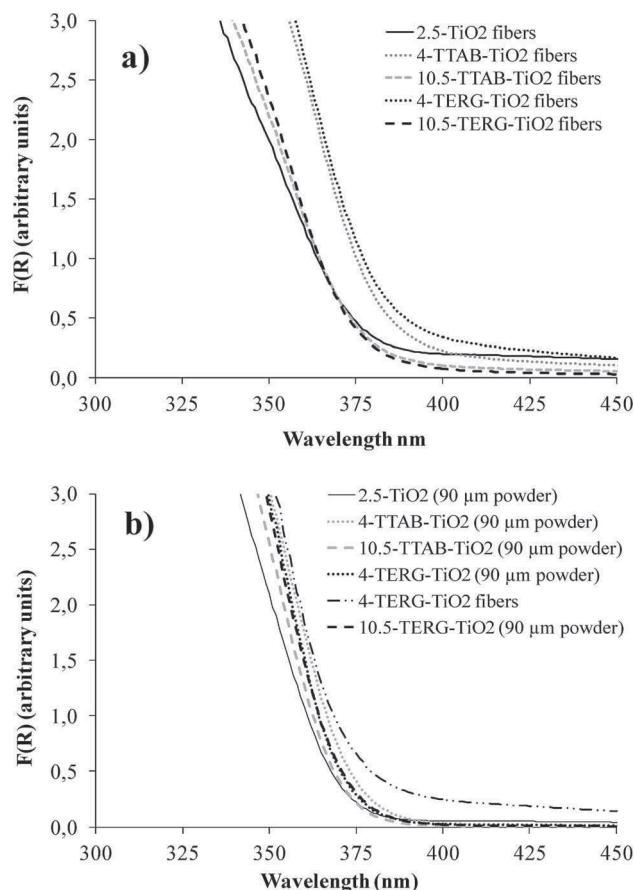 a)
2.5-TiO2 fibers
4-TTAB-TiO2 fibers
10.5-TTAB-TiO2 fibers
4-TERG-TiO2 fibers
10.5-TERG-TiO2 fibers
F(R) (arbitrary units)
3,0
2,5
2,0
1,5
1,0
0,5
0,0
300 325 350 375 400 425 450
Wavelength nm
b)
2.5-TiO2 (90 µm powder)
4-TTAB-TiO2 (90 µm powder)
10.5-TTAB-TiO2 (90 µm powder)
4-TERG-TiO2 (90 µm powder)
4-TERG-TiO2 fibers
10.5-TERG-TiO2 (90 µm powder)
F(R) (arbitrary units)
3,0
2,5
2,0
1,5
1,0
0,5
0,0
300 325 350 375 400 425 450
Wavelength (nm)